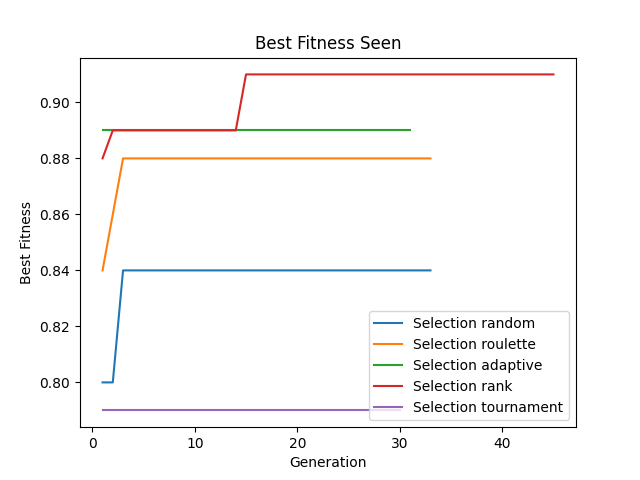 Best Fitness Seen
Best Fitness
0.90
0.88
0.86
0.84
0.82
0.80
Selection random
Selection roulette
Selection adaptive
Selection rank
Selection tournament
0 10 20 30 40
Generation